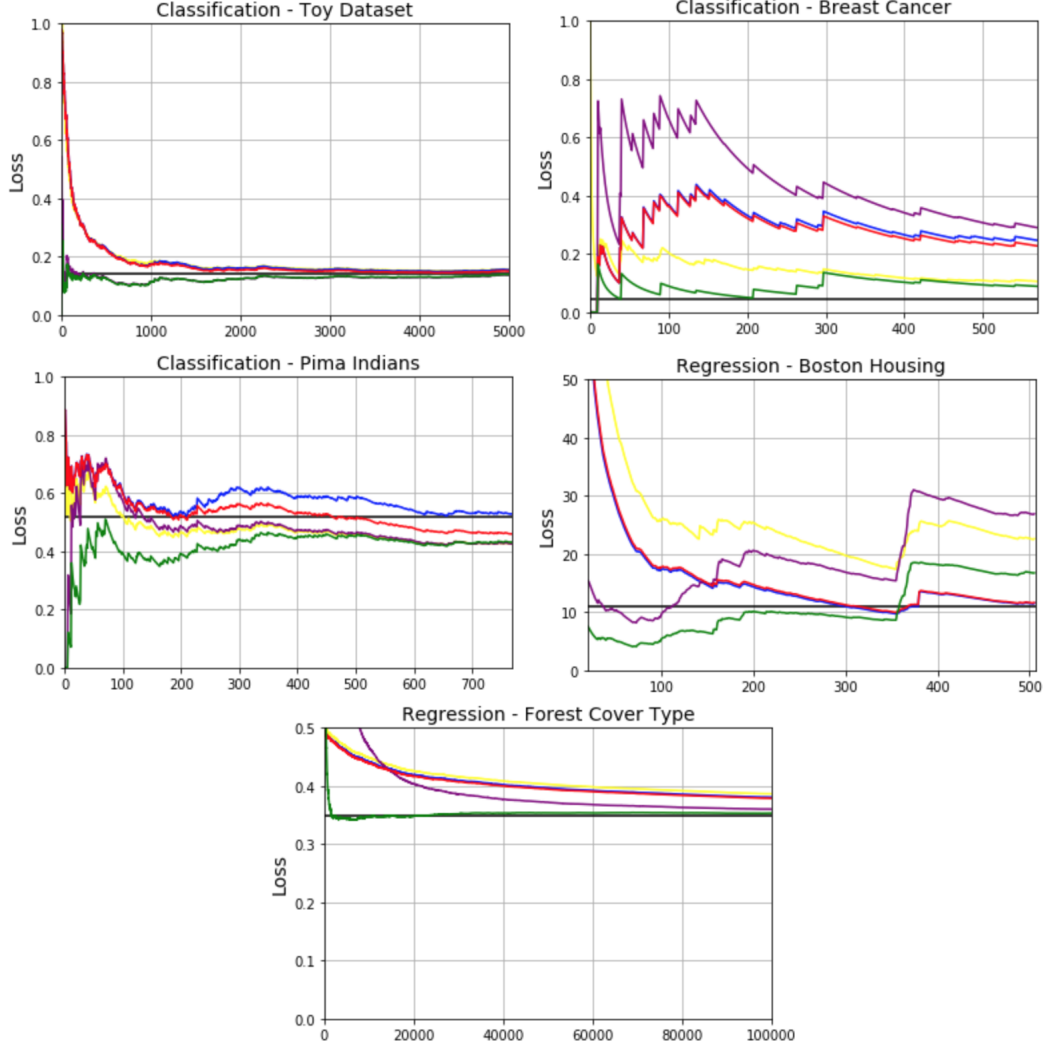 Classification - Toy Dataset
1.0
0.8
0.6
0.4
0.2
0.0
Loss
0 1000 2000 3000 4000 5000
Classification - Breast Cancer
1.0
0.8
0.6
0.4
0.2
0.0
Loss
0 100 200 300 400 500
Classification - Pima Indians
1.0
0.8
0.6
0.4
0.2
0.0
Loss
0 100 200 300 400 500 600 700
Regression - Boston Housing
50
40
30
20
10
0
Loss
100 200 300 400 500
Regression - Forest Cover Type
0.5
0.4
0.3
0.2
0.1
0.0
Loss
0 20000 40000 60000 80000 100000